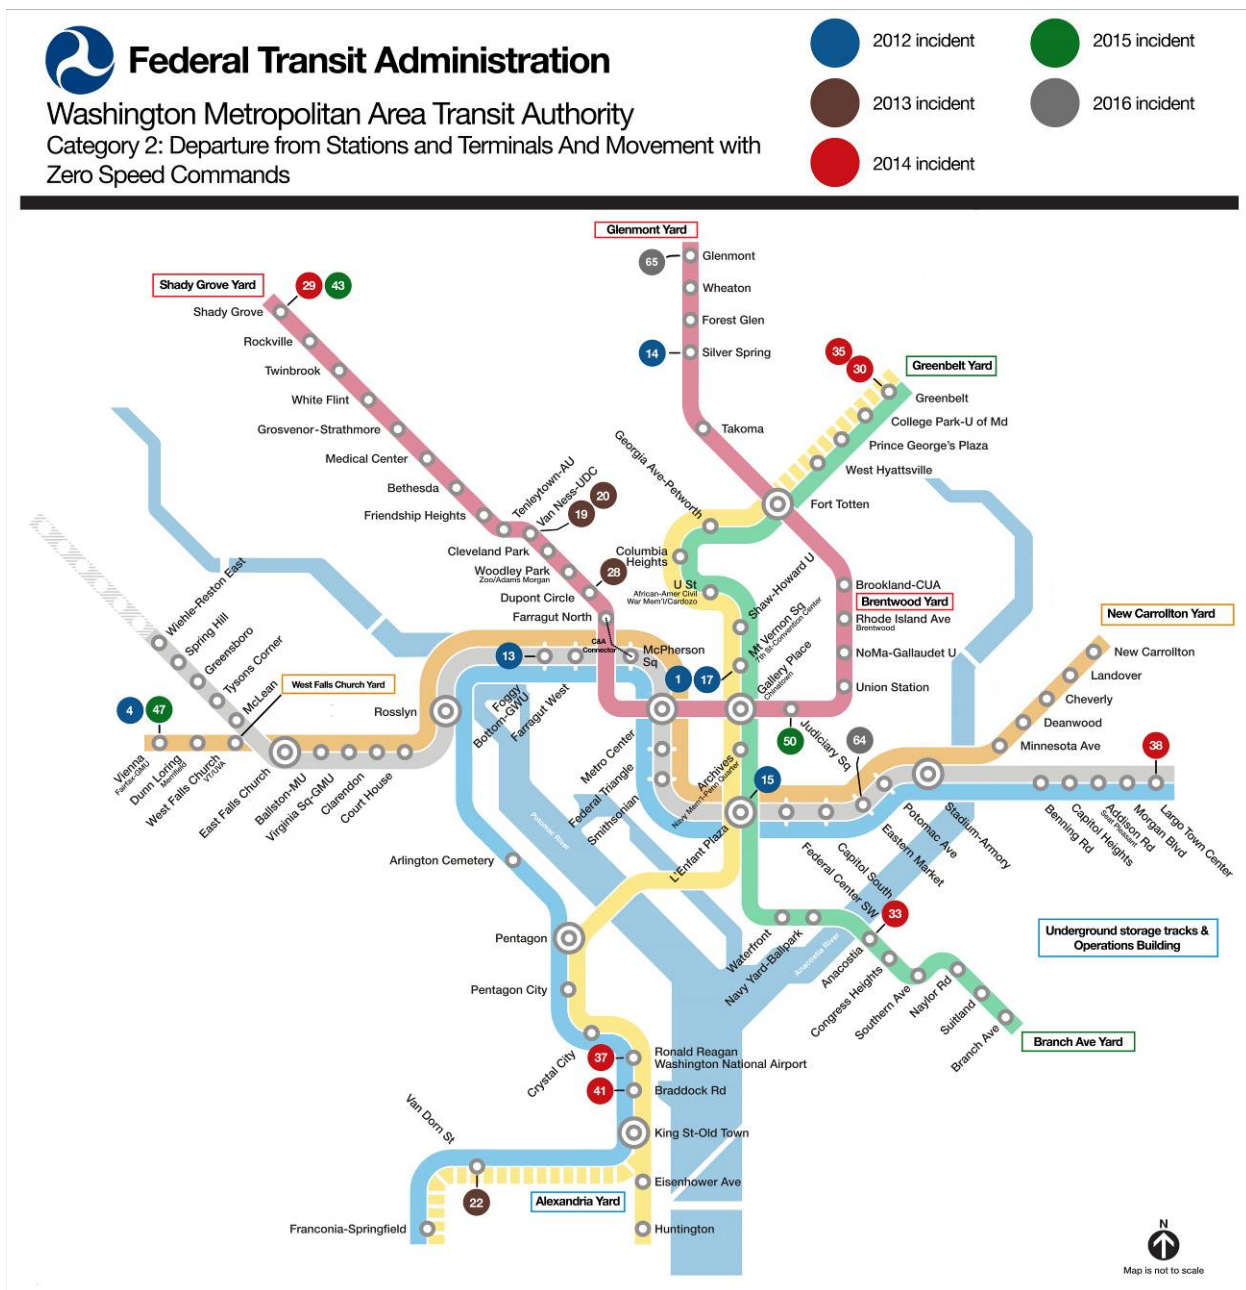 Federal Transit Administration
Washington Metropolitan Area Transit Authority
Category 2: Departure from Stations and Terminals And Movement with
Zero Speed Commands
2012 incident
2013 incident
2014 incident
2015 incident
2016 incident
Glenmont Yard
65
Glenmont
Wheaton
Forest Glen
14
Silver Spring
Takoma
Shady Grove Yard
29
43
Shady Grove
Rockville
Twinbrook
White Flint
Grosvenor-Strathmore
Medical Center
Bethesda
Friendship Heights
Tenleytown-AU
Van Ness-UDC
20
19
Cleveland Park
Woodley Park
Zoo/Adams Morgan
28
Dupont Circle
Farragut North
C&A
Connector
35
30
Greenbelt Yard
Greenbelt
College Park-U of Md
Prince George's Plaza
West Hyattsville
Fort Totten
Georgia Ave-Petworth
Columbia
Heights
U St
African-Amer Civil
War Mem'l/Cardozo
Shaw-Howard U
Mt Vernon Sq
7th St-Convention Center
Gallery Place
Chinatown
Brookland-CUA
Brentwood Yard
Rhode Island Ave
Brentwood
NoMa-Gallaudet U
Union Station
Judiciary Sq
50
New Carrollton Yard
New Carrollton
Landover
Cheverly
Deanwood
Minnesota Ave
Wiehle-Reston East
Spring Hill
Greensboro
Tysons Corner
McLean
West Falls Church Yard
4
47
Vienna
Fairfax-GMU
Dunn Loring
Merrifield
West Falls Church
VT/UVA
East Falls Church
Ballston-MU
Virginia Sq-GMU
Clarendon
Court House
Rosslyn
13
Foggy
Bottom-GWU
Farragut West
McPherson
Sq
1
17
Metro Center
Federal Triangle
Smithsonian
Archives
Navy Mem'l-Penn Quarter
15
L'Enfant Plaza
64
Federal Center SW
Capitol South
Eastern Market
Potomac Ave
Stadium-Armory
38
Benning Rd
Capitol Heights
Addison Rd
Seat Pleasant
Morgan Blvd
Largo Town Center
Potomac River
Arlington Cemetery
Pentagon
Pentagon City
Crystal City
37
Ronald Reagan
Washington National Airport
41
Braddock Rd
King St-Old Town
Eisenhower Ave
Huntington
Van Dorn St
22
Franconia-Springfield
Alexandria Yard
Waterfront
Navy Yard-Ballpark
Anacostia River
33
Anacostia
Congress Heights
Southern Ave
Naylor Rd
Suitland
Branch Ave
Branch Ave Yard
Underground storage tracks &
Operations Building
N
Map is not to scale